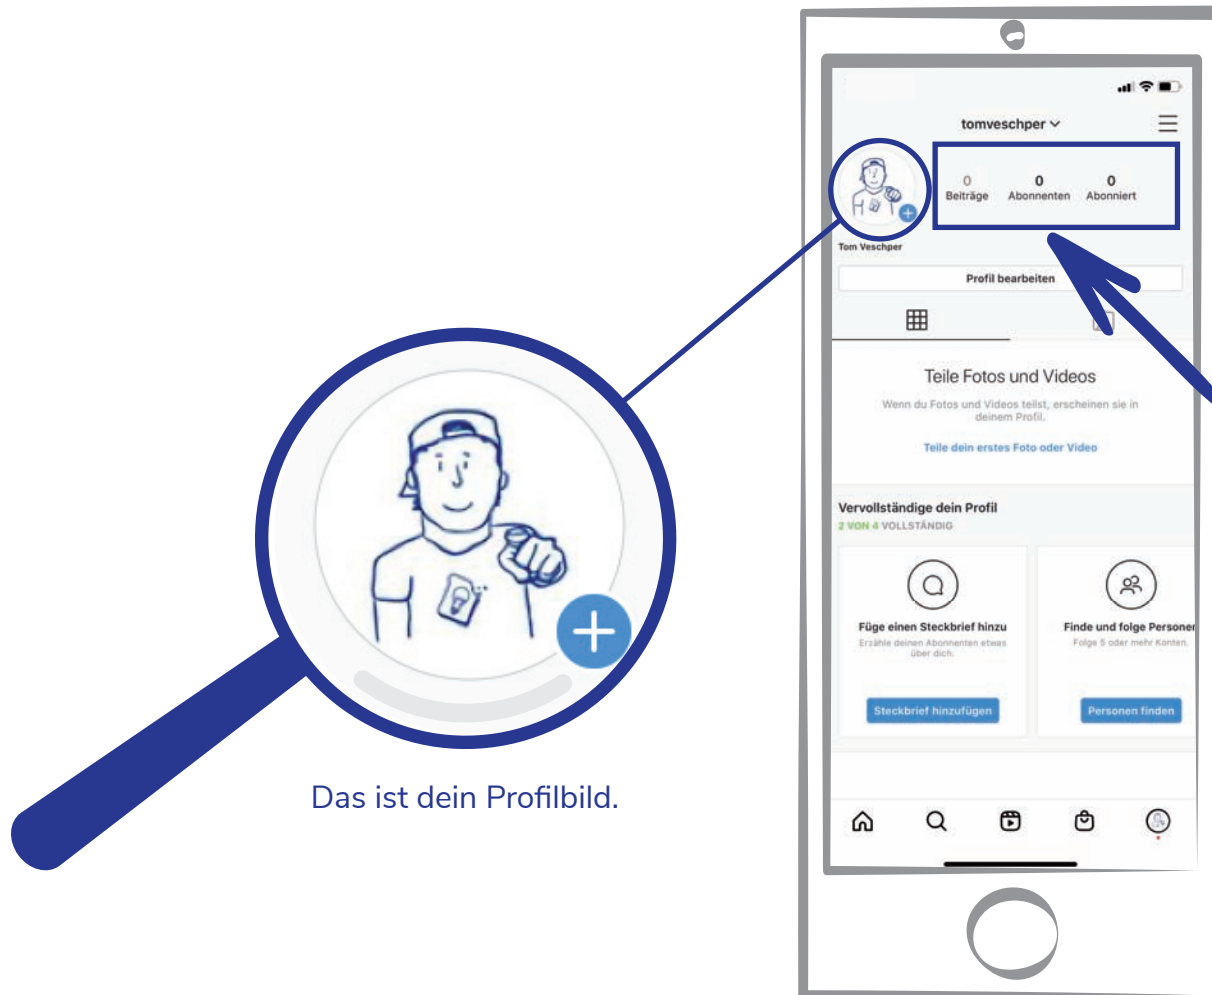 tomveschper
0 0 0
Beiträge Abonnenten Abonniert
Tom Veschper
Profil bearbeiten
Teile Fotos und Videos
Wenn du Fotos und Videos teilst, erscheinen sie in
deinem Profil.
Teile dein erstes Foto oder Video
Vervollständige dein Profil
2 VON 4 VOLLSTÄNDIG
Füge einen Steckbrief hinzu
Erzähle deinen Abonnenten etwas
über dich.
Steckbrief hinzufügen
Finde und folge Personen
Folge 5 oder mehr Konten.
Personen finden
Das ist dein Profilbild.